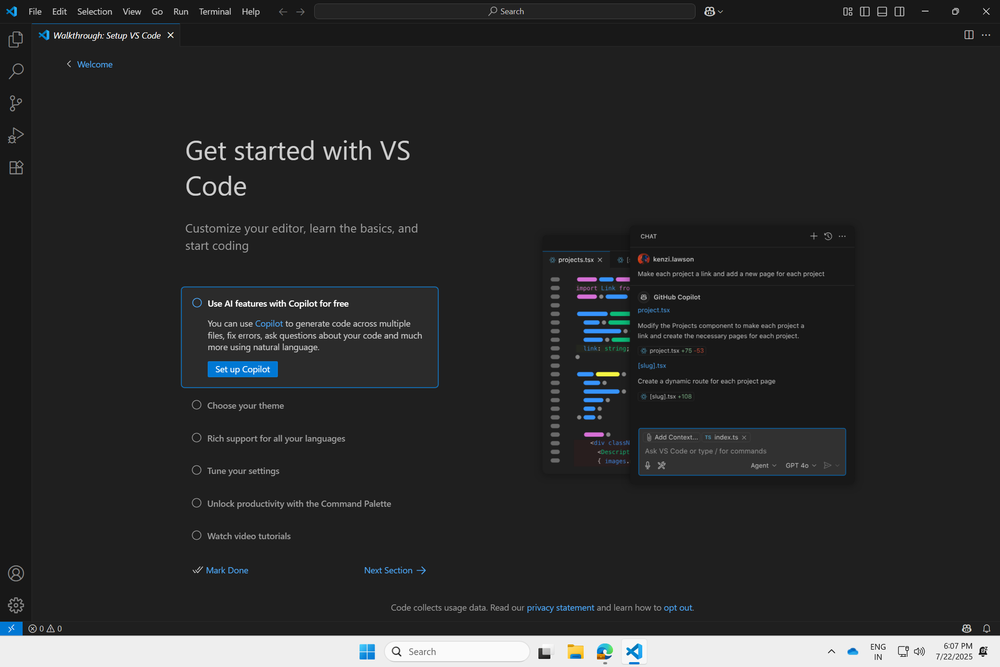 File Edit Selection View Go Run Terminal Help
Search
Walkthrough: Setup VS Code
Welcome
Get started with VS
Code
Customize your editor, learn the basics, and
start coding
Use AI features with Copilot for free
You can use Copilot to generate code across multiple
files, fix errors, ask questions about your code and much
more using natural language.
Set up Copilot
Choose your theme
Rich support for all your languages
Tune your settings
Unlock productivity with the Command Palette
Watch video tutorials
Mark Done
Next Section
projects.tsx
[s
import Link fro
link: string;
<div classN
<Descript
{ images.
CHAT
kenzi.lawson
Make each project a link and add a new page for each project
GitHub Copilot
project.tsx
Modify the Projects component to make each project a
link and create the necessary pages for each project.
project.tsx +75 -53
[slug].tsx
Create a dynamic route for each project page
[slug].tsx +108
Add Context... TS index.ts
Ask VS Code or type / for commands
Agent GPT 4o
Code collects usage data. Read our privacy statement and learn how to opt out.
0 0
Search
ENG
IN
6:07 PM
7/22/2025